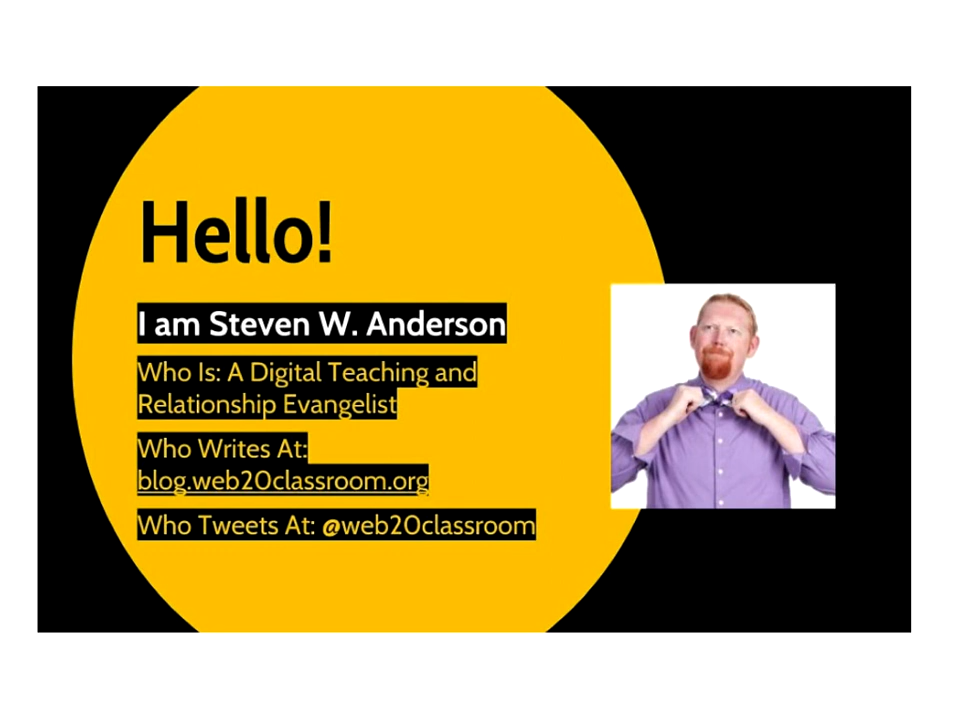 Hello!
I am Steven W. Anderson
Who Is: A Digital Teaching and
Relationship Evangelist
Who Writes At:
blog.web20classroom.org
Who Tweets At: @web20classroom